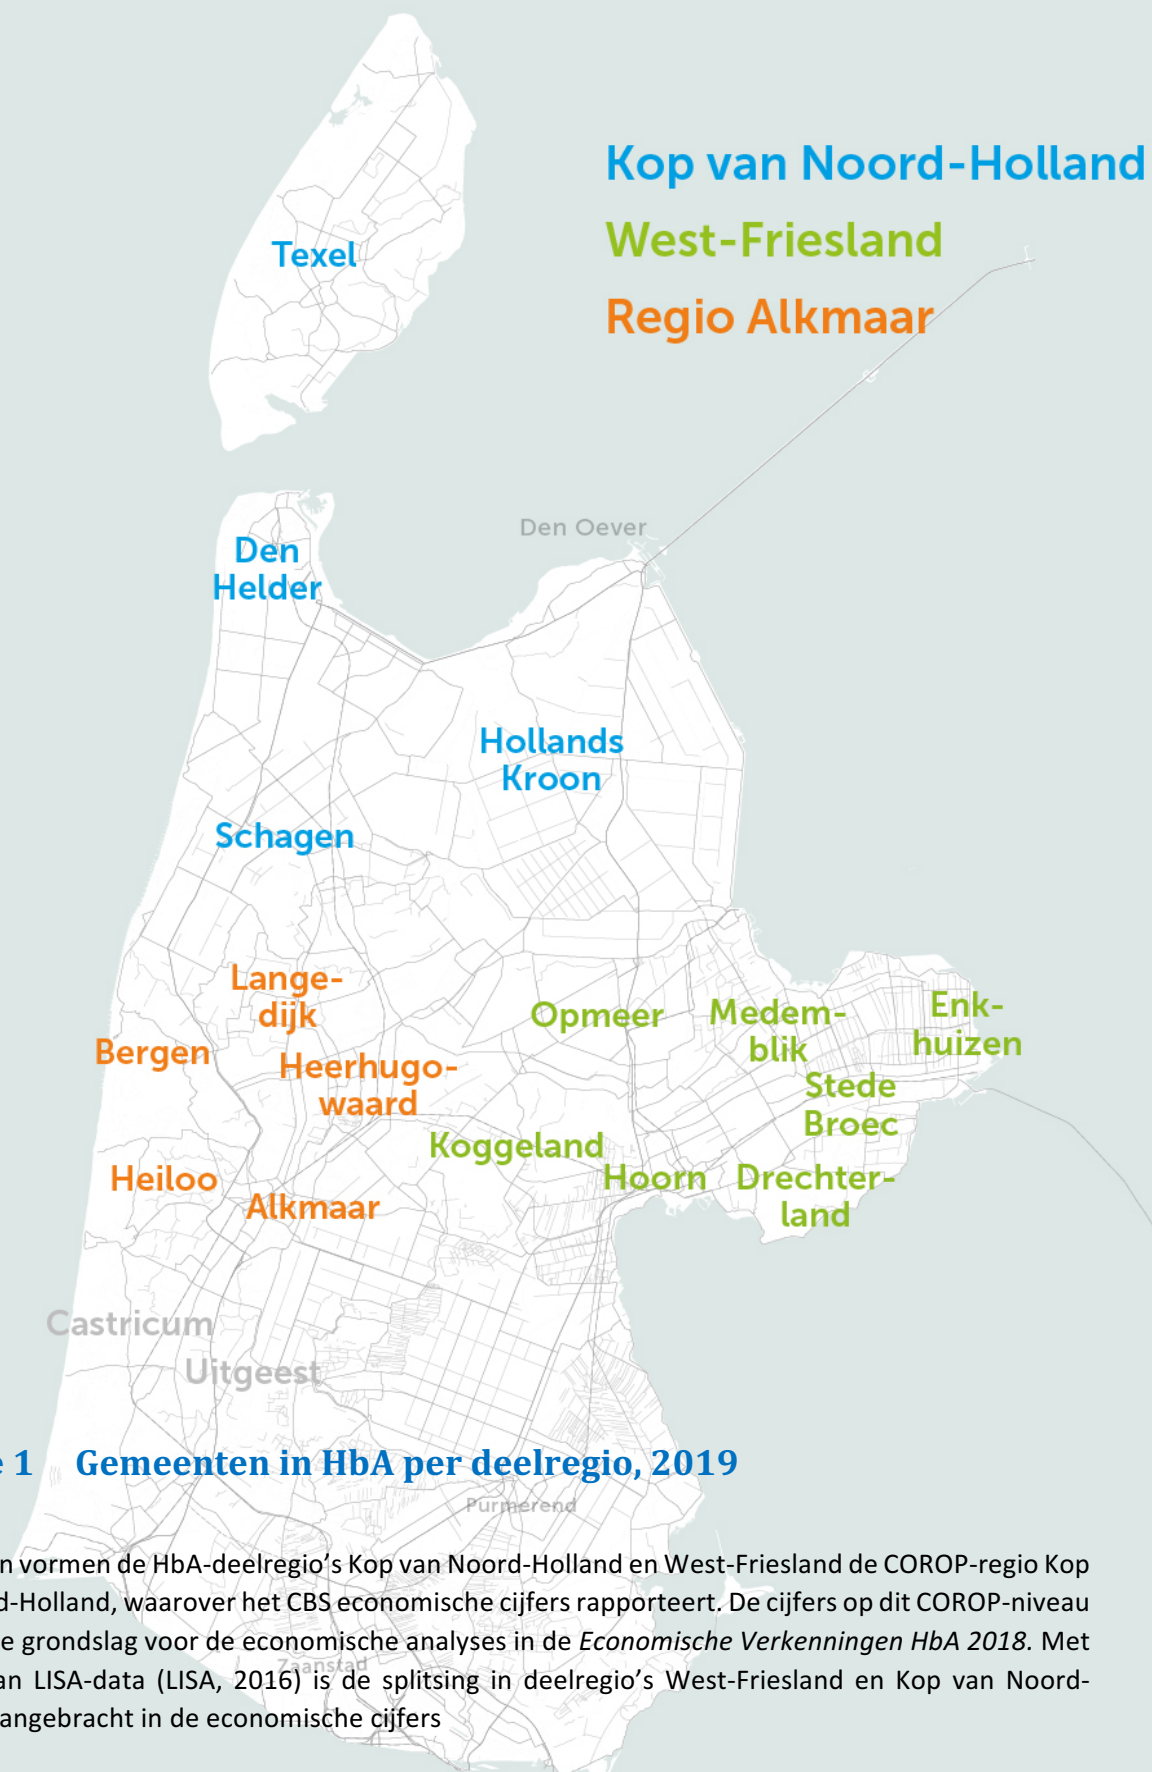 Kop van Noord-Holland
West-Friesland
Regio Alkmaar
Texel
Den Oever
Den
Helder
Hollands
Kroon
Schagen
Lange-
dijk
Bergen
Heerhugo-
waard
Opmeer
Medem-
blik
Enk-
huizen
Stede
Broec
Koggeland
Hoorn
Drechter-
land
Heiloo
Alkmaar
Castricum
Uitgeest
e 1 Gemeenten in HbA per deelregio, 2019
Purmerend
n vormen de HbA-deelregio's Kop van Noord-Holland en West-Friesland de COROP-regio Kop
d-Holland, waarover het CBS economische cijfers rapporteert. De cijfers op dit COROP-niveau
e grondslag voor de economische analyses in de Economische Verkenningen HbA 2018. Met
Zaanstad
an LISA-data (LISA, 2016) is de splitsing in deelregio's West-Friesland en Kop van Noord-
angebracht in de economische cijfers